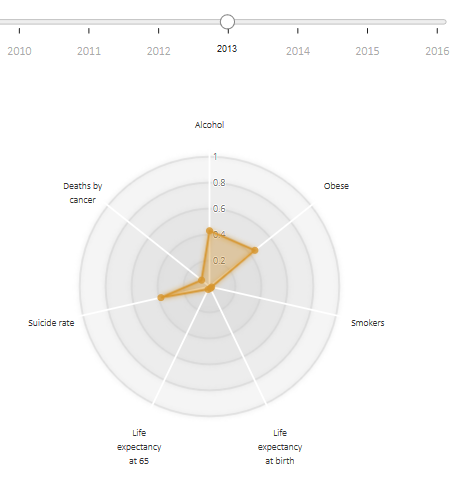 2010 2011 2012 2013 2014 2015 2016
Alcohol
1
0.8
0.6
0.4
0.2
Deaths by
cancer
Obese
Suicide rate
Smokers
Life
expectancy
at 65
Life
expectancy
at birth